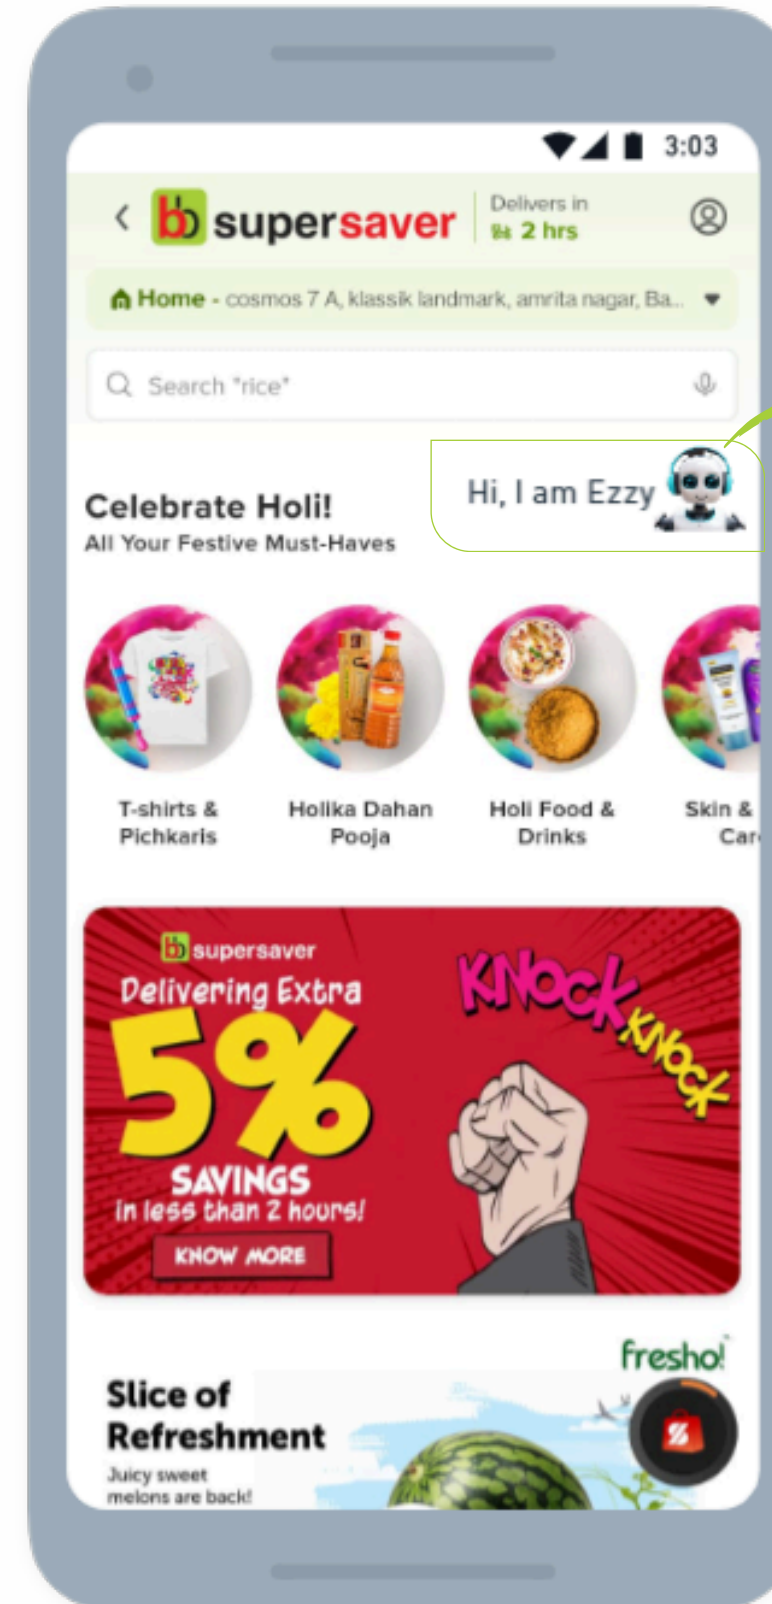 3:03
bb supersaver
Delivers in
2 hrs
Home - cosmos 7 A, klassik landmark, amrita nagar, Ba...
Search "rice"
Hi, I am Ezzy
Celebrate Holi!
All Your Festive Must-Haves
T-shirts &
Pichkaris
Holika Dahan
Pooja
Holi Food &
Drinks
Skin &
Car
bb supersaver
Delivering Extra
5%
SAVINGS
in less than 2 hours!
KNOW MORE
KNOCK
KNOCK
fresho!
Slice of
Refreshment
Juicy sweet
melons are back!
%